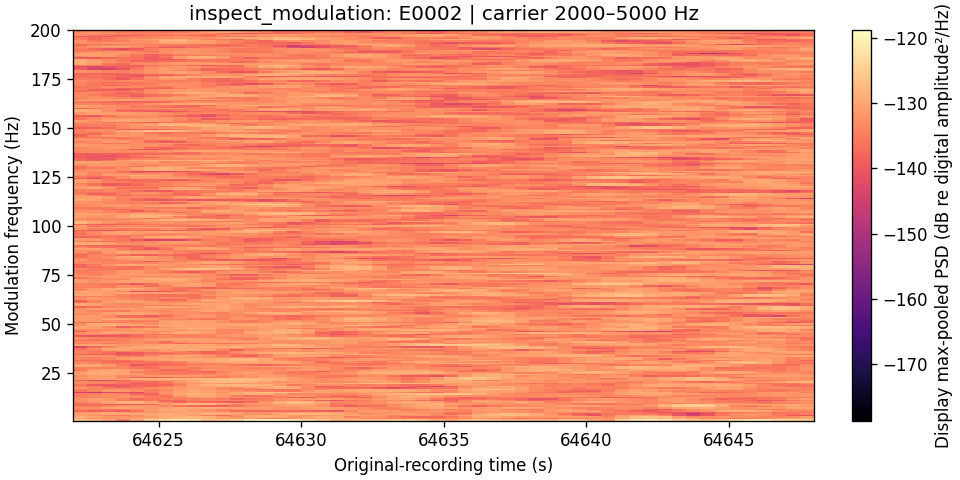 inspect_modulation: E0002 | carrier 2000–5000 Hz
Modulation frequency (Hz)
200
175
150
125
100
75
50
25
64625 64630 64635 64640 64645
Original-recording time (s)
−120
−130
−140
−150
−160
−170
Display max-pooled PSD (dB re digital amplitude²/Hz)